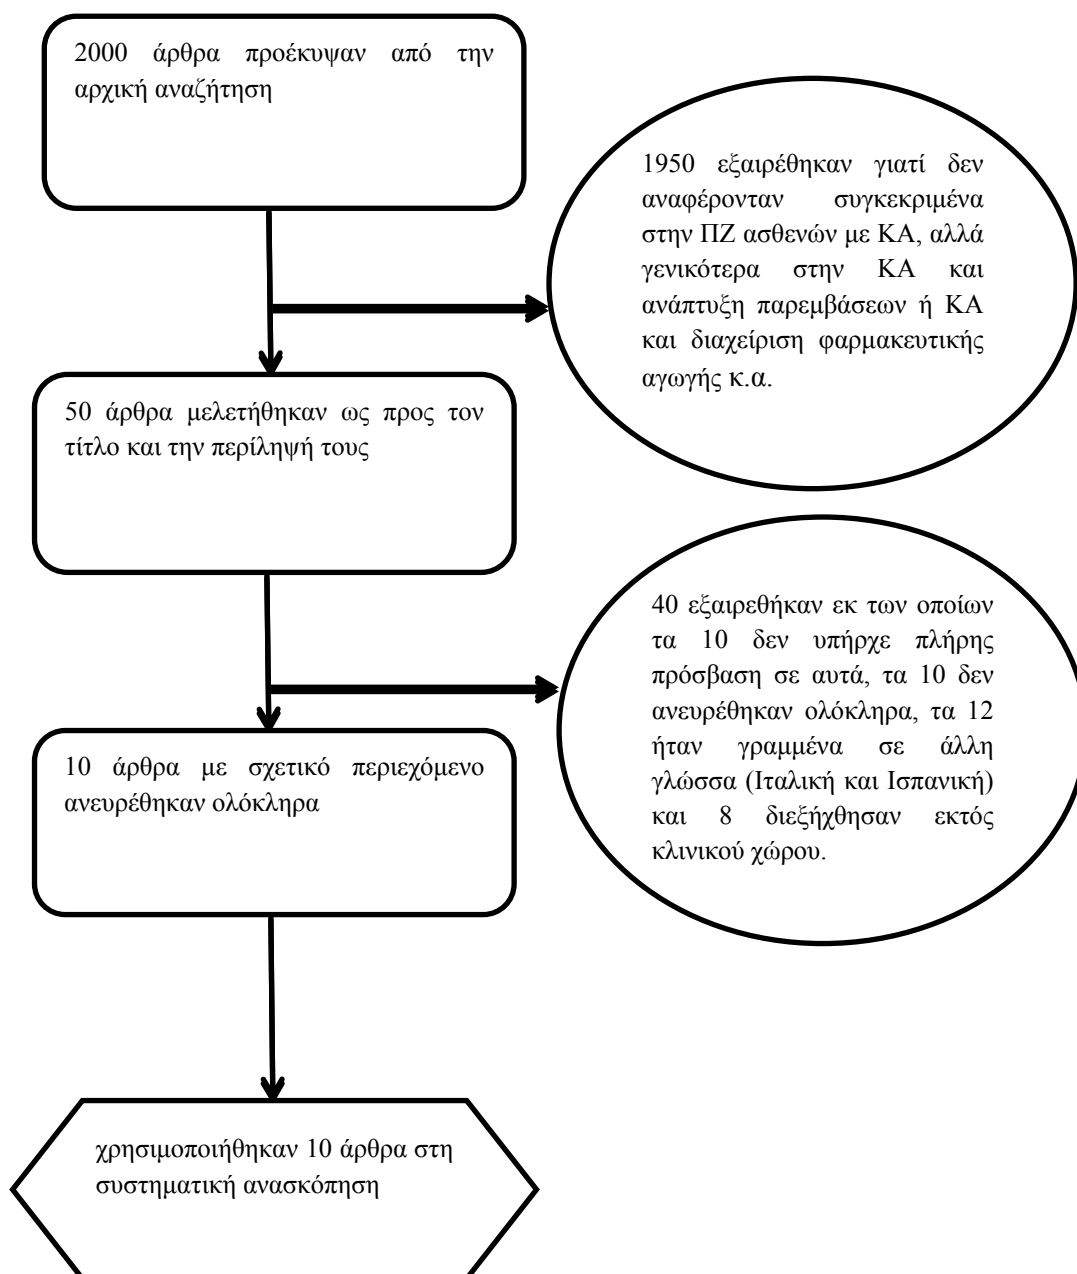 2000 άρθρα προέκυψαν από την
αρχική αναζήτηση
1950 εξαιρέθηκαν γιατί δεν
αναφέρονταν συγκεκριμένα
στην ΠΖ ασθενών με ΚΑ, αλλά
γενικότερα στην ΚΑ και
ανάπτυξη παρεμβάσεων ή ΚΑ
και διαχείριση φαρμακευτικής
αγωγής κ.α.
50 άρθρα μελετήθηκαν ως προς τον
τίτλο και την περίληψή τους
40 εξαιρεθήκαν εκ των οποίων
τα 10 δεν υπήρχε πλήρης
πρόσβαση σε αυτά, τα 10 δεν
ανευρέθηκαν ολόκληρα, τα 12
ήταν γραμμένα σε άλλη
γλώσσα (Ιταλική και Ισπανική)
και 8 διεξήχθησαν εκτός
κλινικού χώρου.
10 άρθρα με σχετικό περιεχόμενο
ανευρέθηκαν ολόκληρα
χρησιμοποιήθηκαν 10 άρθρα στη
συστηματική ανασκόπηση